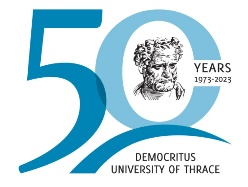 50
YEARS
1973-2023
DEMOCRITUS
UNIVERSITY OF THRACE